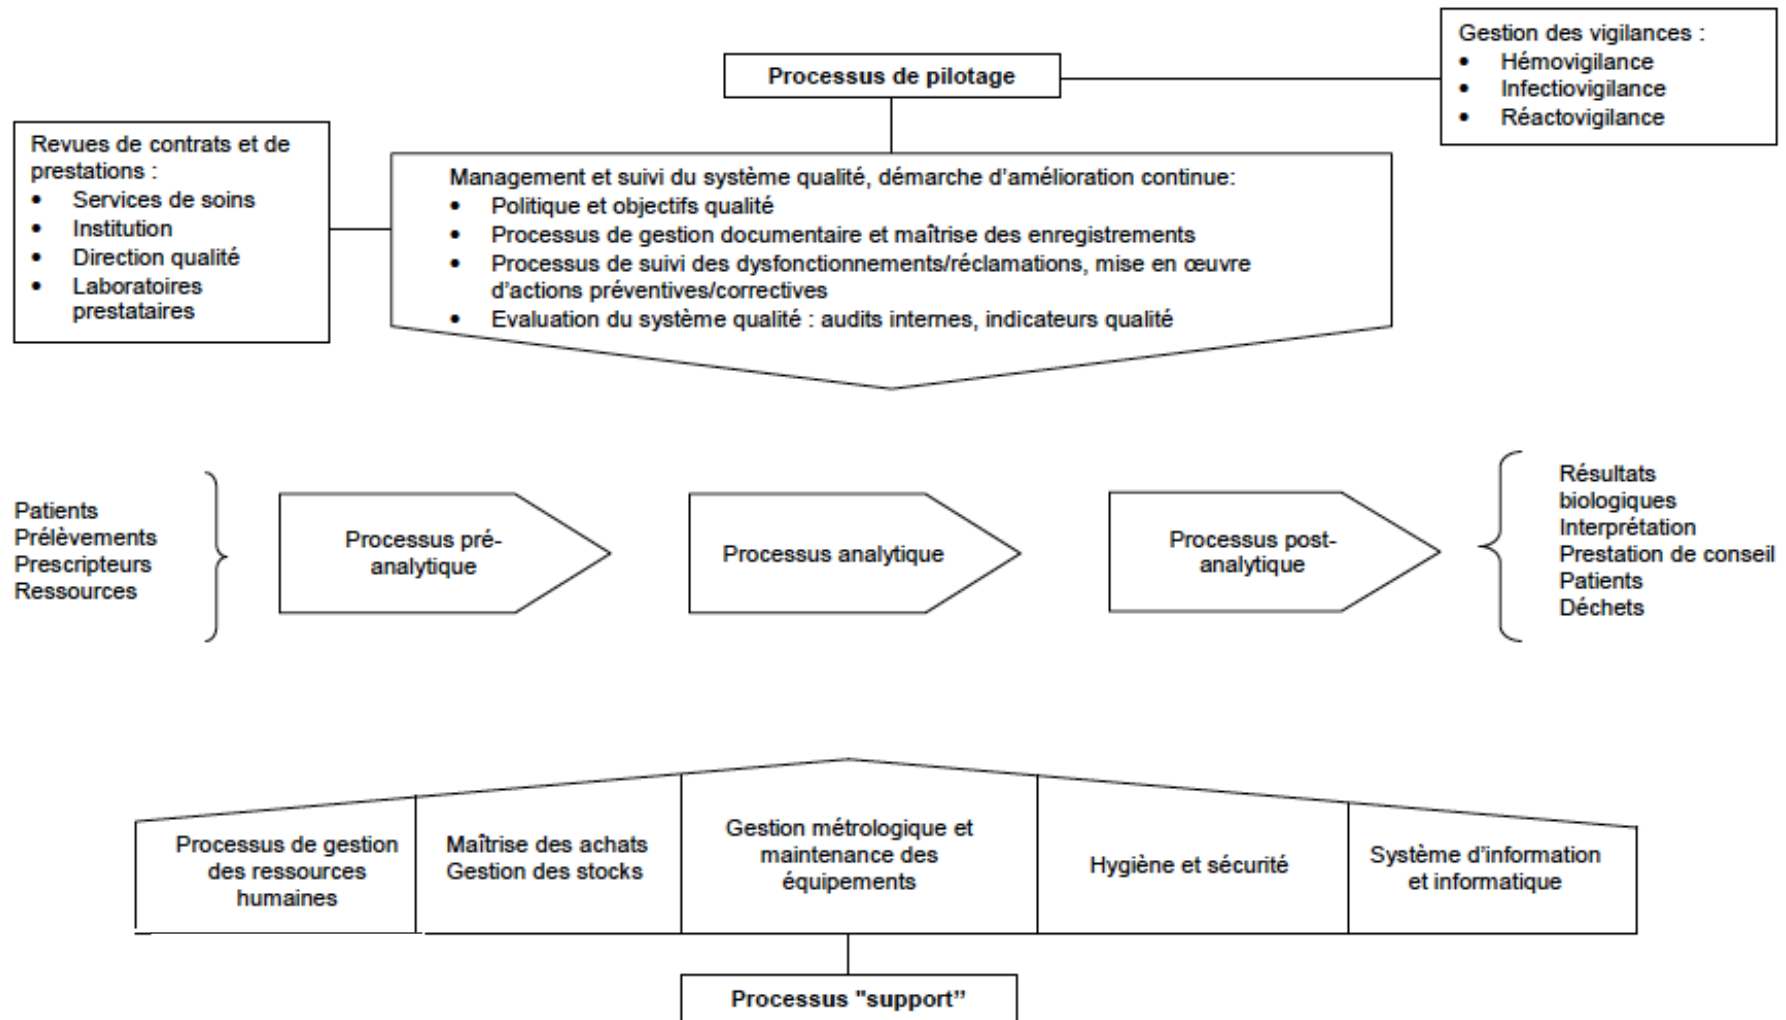 Processus de pilotage
Gestion des vigilances :
• Hémovigilance
• Infectiovigilance
• Réactovigilance
Revues de contrats et de
prestations :
• Services de soins
• Institution
• Direction qualité
• Laboratoires
prestataires
Management et suivi du système qualité, démarche d’amélioration continue:
• Politique et objectifs qualité
• Processus de gestion documentaire et maîtrise des enregistrements
• Processus de suivi des dysfonctionnements/réclamations, mise en œuvre
d’actions préventives/correctives
• Evaluation du système qualité : audits internes, indicateurs qualité
Patients
Prélèvements
Prescripteurs
Ressources
Processus pré-
analytique
Processus analytique
Processus post-
analytique
Résultats
biologiques
Interprétation
Prestation de conseil
Patients
Déchets
Processus de gestion
des ressources
humaines
Maîtrise des achats
Gestion des stocks
Gestion métrologique et
maintenance des
équipements
Hygiène et sécurité
Système d’information
et informatique
Processus "support”